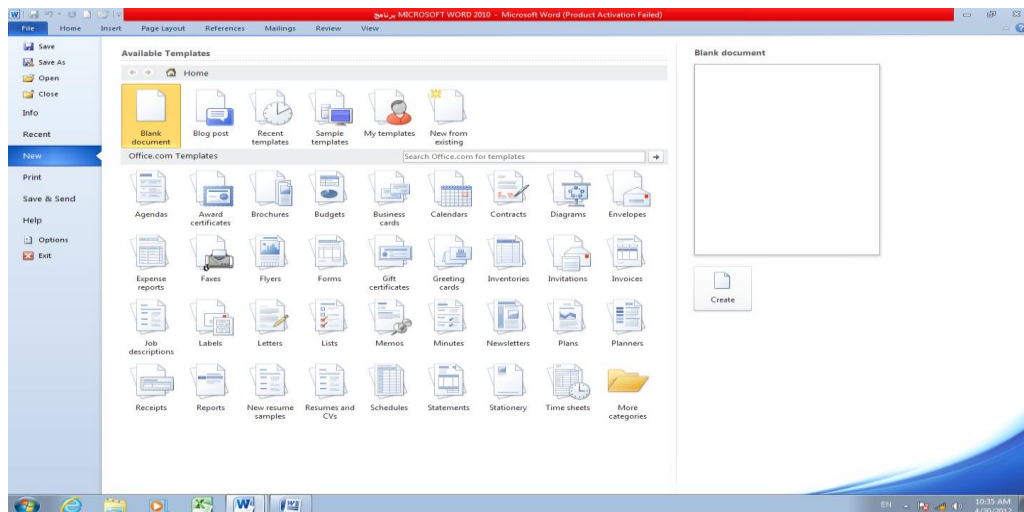 MICROSOFT WORD 2010 برنامج - Microsoft Word (Product Activation Failed)
File Home Insert Page Layout References Mailings Review View
Save
Save As
Open
Close
Info
Recent
New
Print
Save & Send
Help
Options
Exit
Available Templates
Home
Blank document
Blog post
Recent templates
Sample templates
My templates
New from existing
Office.com Templates
Search Office.com for templates
Agendas
Award certificates
Brochures
Budgets
Business cards
Calendars
Contracts
Diagrams
Envelopes
Expense reports
Faxes
Flyers
Forms
Gift certificates
Greeting cards
Inventories
Invitations
Invoices
Job descriptions
Labels
Letters
Lists
Memos
Minutes
Newsletters
Plans
Planners
Receipts
Reports
New resume samples
Resumes and CVs
Schedules
Statements
Stationery
Time sheets
More categories
Blank document
Create
EN
10:35 AM
4/30/2012